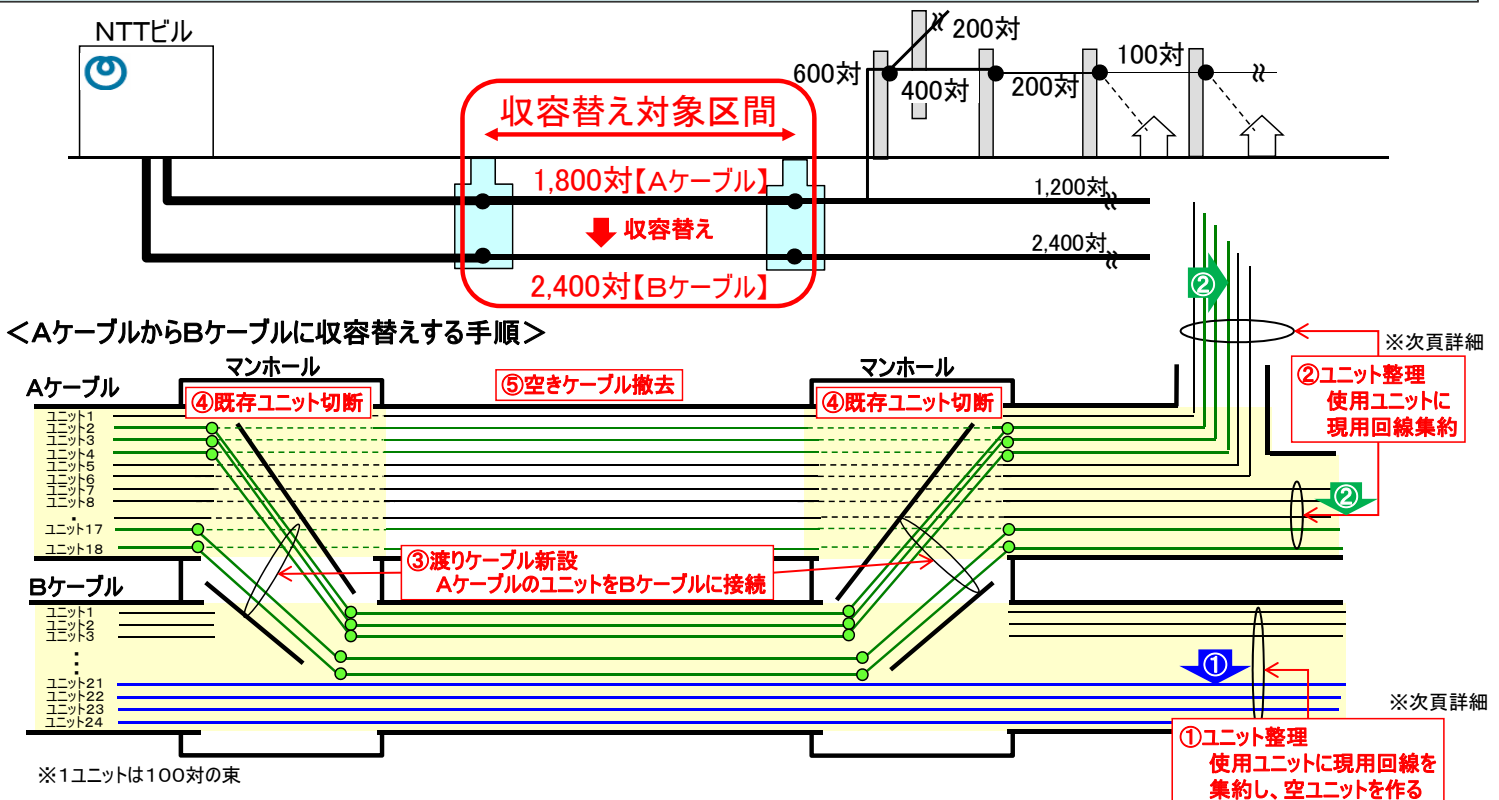 NTTビル
200対
600対
400対
200対
100対
収容替え対象区間
1,800対【Aケーブル】
1,200対
収容替え
2,400対
2,400対【Bケーブル】
②
＜AケーブルからBケーブルに収容替えする手順＞
※次頁詳細
マンホール
マンホール
Aケーブル
④既存ユニット切断
⑤空きケーブル撤去
④既存ユニット切断
②ユニット整理
使用ユニットに
現用回線集約
ユニット1
ユニット2
ユニット3
ユニット4
ユニット5
ユニット6
ユニット7
ユニット8
・
ユニット17
ユニット18
②
③渡りケーブル新設
AケーブルのユニットをBケーブルに接続
Bケーブル
ユニット1
ユニット2
ユニット3
：
：
ユニット21
ユニット22
ユニット23
ユニット24
①
※次頁詳細
①ユニット整理
使用ユニットに現用回線を
集約し、空ユニットを作る
※1ユニットは100対の束